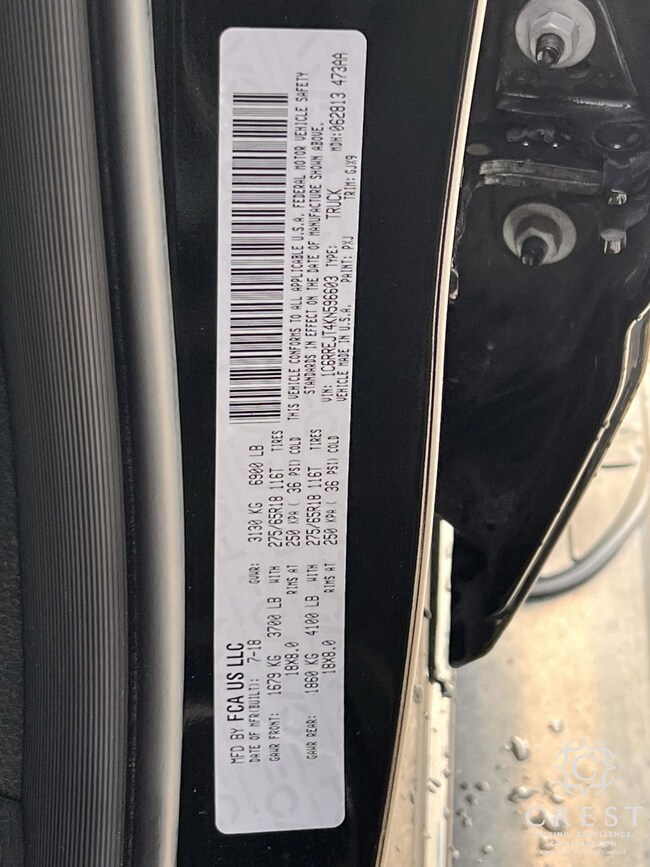 MFD BY FCA US LLC
DATE OF MFR(BUILT): 7-18 GVWR: 3130 KG 6900 LB
GAWR FRONT: 1679 KG 3700 LB WITH 275/65R18 116T TIRES
18X8.0 RIMS AT 250 KPA ( 36 PSI) COLD
GAWR REAR: 1860 KG 4100 LB WITH 275/65R18 116T TIRES
18X8.0 RIMS AT 250 KPA ( 36 PSI) COLD
THIS VEHICLE CONFORMS TO ALL APPLICABLE U.S.A. FEDERAL MOTOR VEHICLE SAFETY
STANDARDS IN EFFECT ON THE DATE OF MANUFACTURE SHOWN ABOVE.
VIN: 1C6RREJT4KN596603 TYPE: TRUCK MDH:062813 473AA
VEHICLE MADE IN U.S.A. PAINT: PXJ TRIM: GJX9
CREST